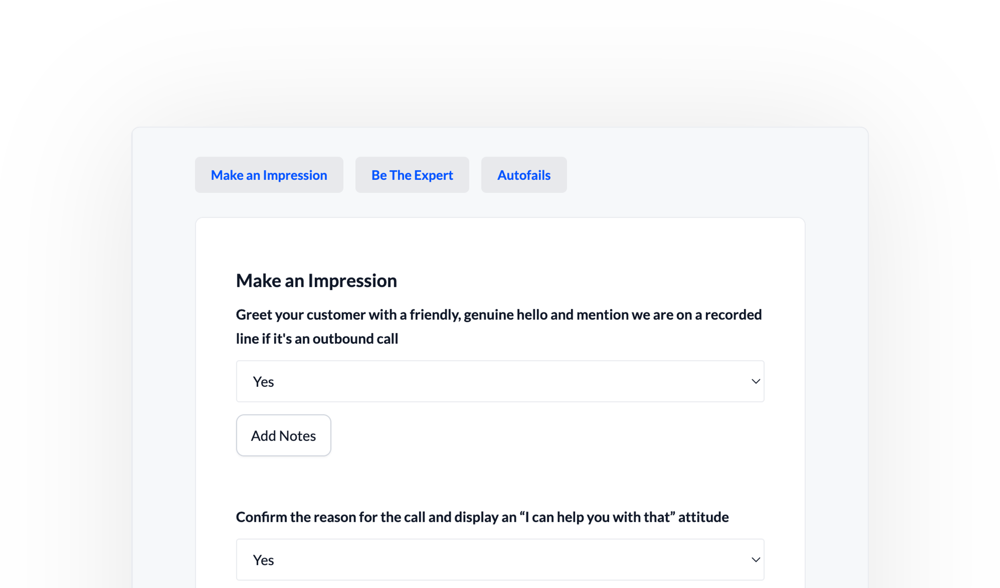 Make an Impression
Be The Expert
Autofails
Make an Impression
Greet your customer with a friendly, genuine hello and mention we are on a recorded
line if it's an outbound call
Yes
Add Notes
Confirm the reason for the call and display an “I can help you with that” attitude
Yes